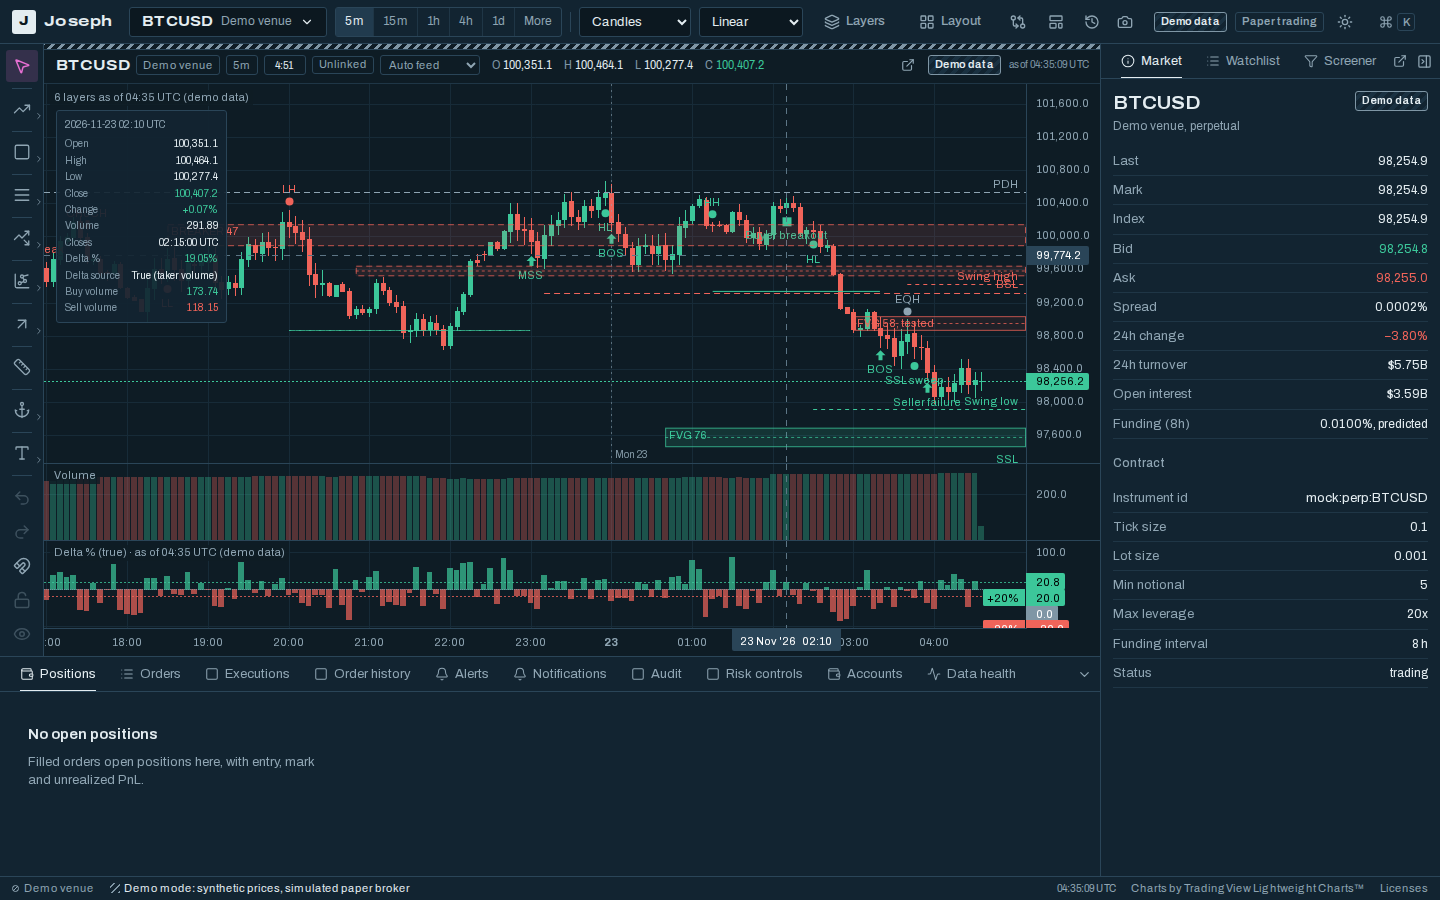 J Joseph
BTCUSD Demo venue
5m 15m 1h 4h 1d More
Candles
Linear
Layers
Layout
Demo data
Paper trading
⌘ K
BTCUSD Demo venue 5m 4:51 Unlinked Auto feed O 100,351.1 H 100,464.1 L 100,277.4 C 100,407.2
Demo data as of 04:35:09 UTC
6 layers as of 04:35 UTC (demo data)
2026-11-23 02:10 UTC
Open 100,351.1
High 100,464.1
Low 100,277.4
Close 100,407.2
Change +0.07%
Volume 291.89
Closes 02:15:00 UTC
Delta % 19.05%
Delta source True (taker volume)
Buy volume 173.74
Sell volume 118.15
LH
47
MSS
HL
BOS
HH
HL
PDH
Swing high
BSL
EQH
BOS
SSL sweep
Seller failure
Swing low
FVG 76
SSL
Mon 23
101,600.0
101,200.0
100,800.0
100,400.0
100,000.0
99,774.2
99,600.0
99,200.0
98,800.0
98,400.0
98,256.2
98,000.0
97,600.0
Volume
200.0
Delta % (true) · as of 04:35 UTC (demo data)
100.0
20.8
+20% 20.0
0.0
:00 18:00 19:00 20:00 21:00 22:00 23:00 23 01:00 23 Nov '26 02:10 03:00 04:00
Positions Orders Executions Order history Alerts Notifications Audit Risk controls Accounts Data health
No open positions
Filled orders open positions here, with entry, mark
and unrealized PnL.
Market Watchlist Screener
BTCUSD Demo data
Demo venue, perpetual
Last 98,254.9
Mark 98,254.9
Index 98,254.9
Bid 98,254.8
Ask 98,255.0
Spread 0.0002%
24h change −3.80%
24h turnover $5.75B
Open interest $3.59B
Funding (8h) 0.0100%, predicted
Contract
Instrument id mock:perp:BTCUSD
Tick size 0.1
Lot size 0.001
Min notional 5
Max leverage 20x
Funding interval 8 h
Status trading
Demo venue Demo mode: synthetic prices, simulated paper broker
04:35:09 UTC Charts by TradingView Lightweight Charts™ Licenses